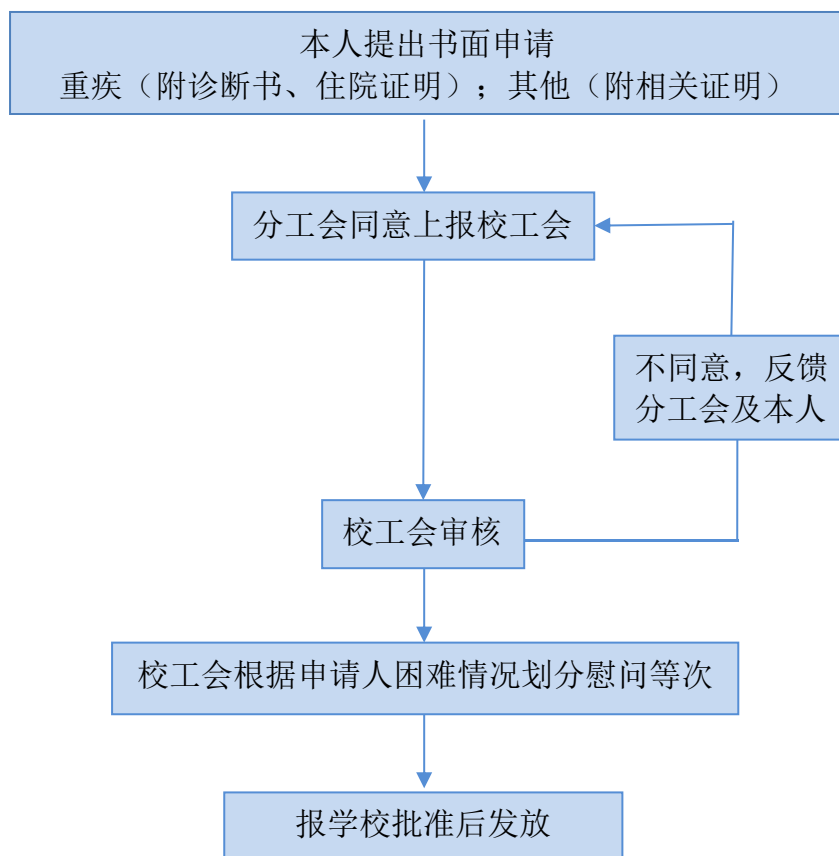 本人提出书面申请
重疾（附诊断书、住院证明）；其他（附相关证明）
分工会同意上报校工会
不同意，反馈
分工会及本人
校工会审核
校工会根据申请人困难情况划分慰问等次
报学校批准后发放